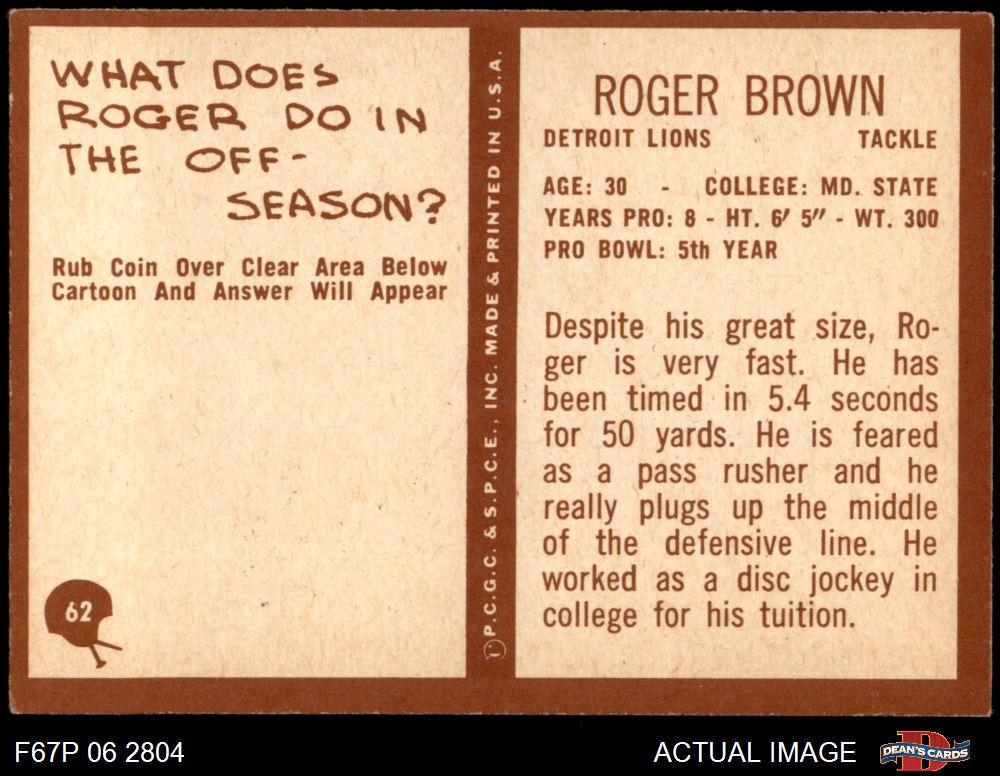 WHAT DOES
ROGER DO IN
THE OFF-
SEASON?
Rub Coin Over Clear Area Below
Cartoon And Answer Will Appear
62
© P.C.G.C. & S.P.C.E., INC. MADE & PRINTED IN U.S.A.
ROGER BROWN
DETROIT LIONS TACKLE
AGE: 30 - COLLEGE: MD. STATE
YEARS PRO: 8 - HT. 6′ 5″ - WT. 300
PRO BOWL: 5th YEAR
Despite his great size, Ro-
ger is very fast. He has
been timed in 5.4 seconds
for 50 yards. He is feared
as a pass rusher and he
really plugs up the middle
of the defensive line. He
worked as a disc jockey in
college for his tuition.
F67P 06 2804
ACTUAL IMAGE
D
DEAN'S CARDS